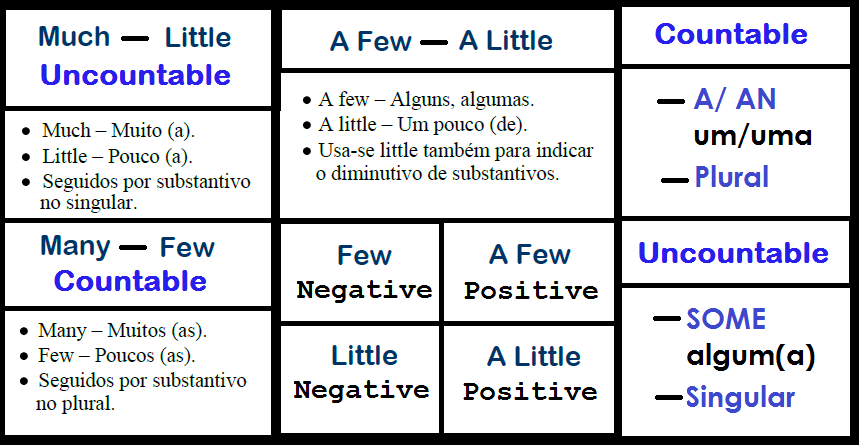 Much — Little
Uncountable
• Much – Muito (a).
• Little – Pouco (a).
• Seguidos por substantivo
no singular.
Many — Few
Countable
• Many – Muitos (as).
• Few – Poucos (as).
• Seguidos por substantivo
no plural.
A Few — A Little
• A few – Alguns, algumas.
• A little – Um pouco (de).
• Usa-se little também para indicar
o diminutivo de substantivos.
Few
Negative
A Few
Positive
Little
Negative
A Little
Positive
Countable
— A/ AN
um/uma
— Plural
Uncountable
— SOME
algum(a)
— Singular